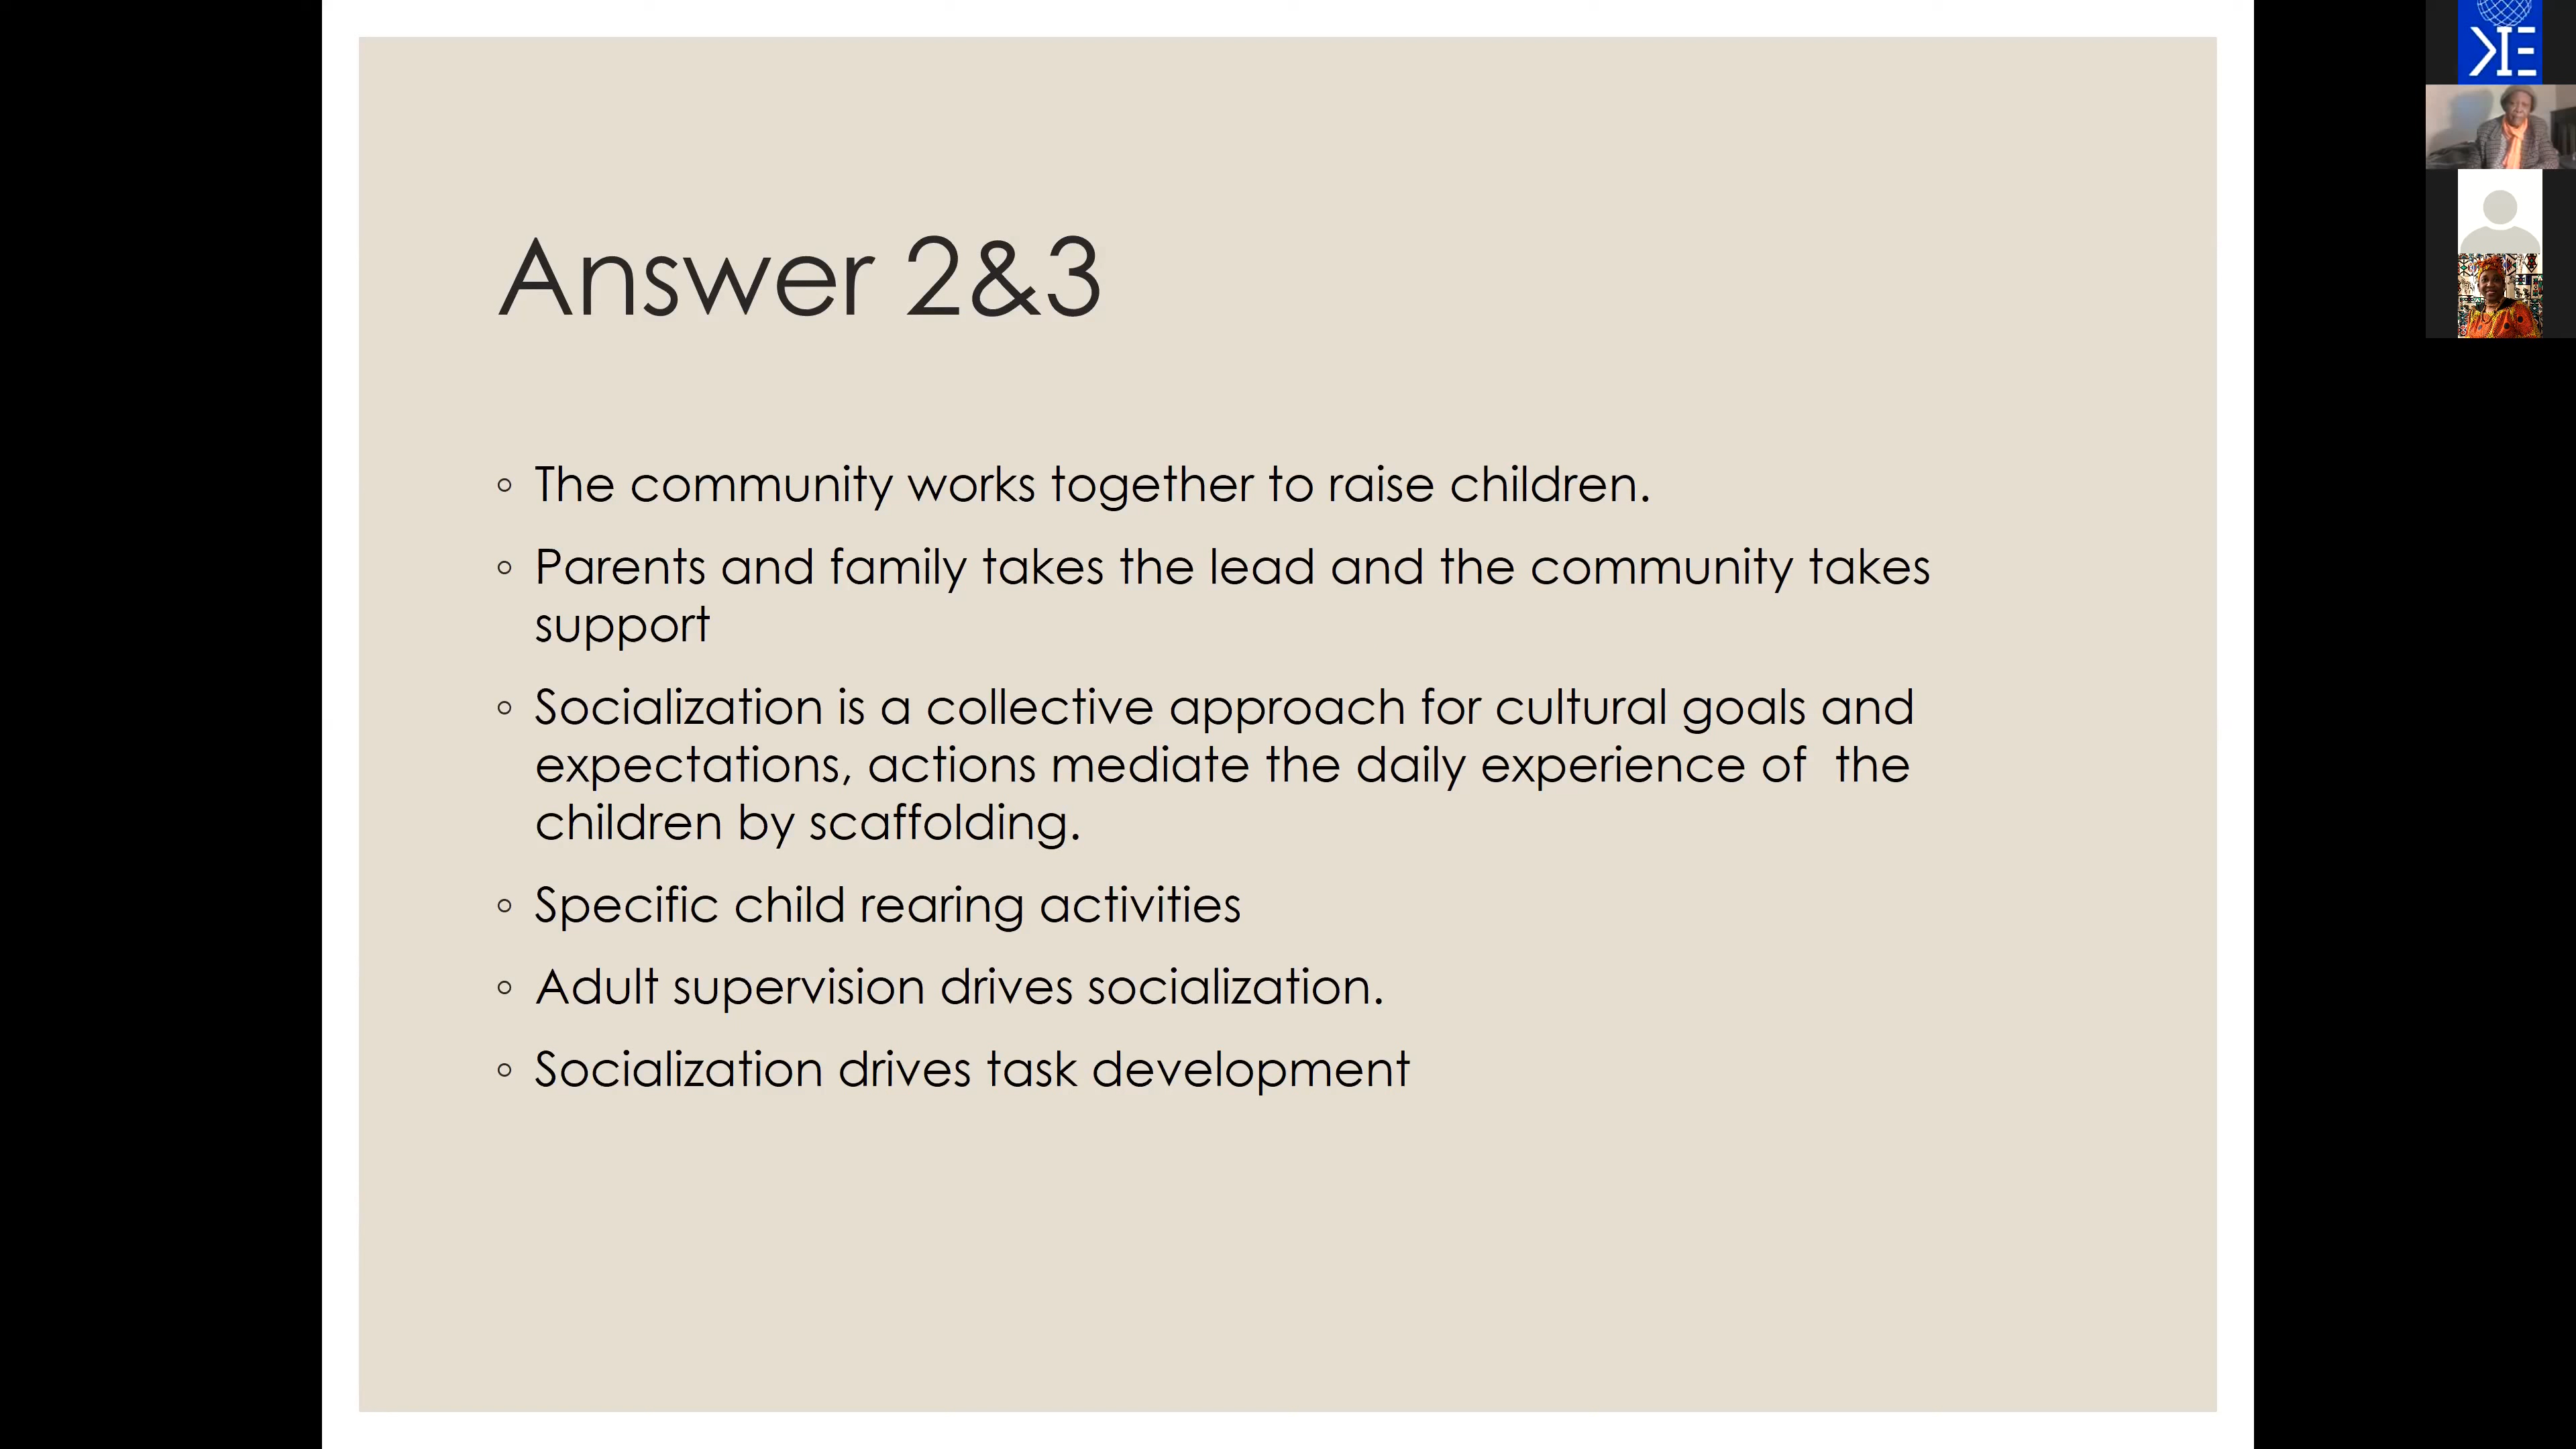 Answer 2&3
◦ The community works together to raise children.
◦ Parents and family takes the lead and the community takes
support
◦ Socialization is a collective approach for cultural goals and
expectations, actions mediate the daily experience of  the
children by scaffolding.
◦ Specific child rearing activities
◦ Adult supervision drives socialization.
◦ Socialization drives task development